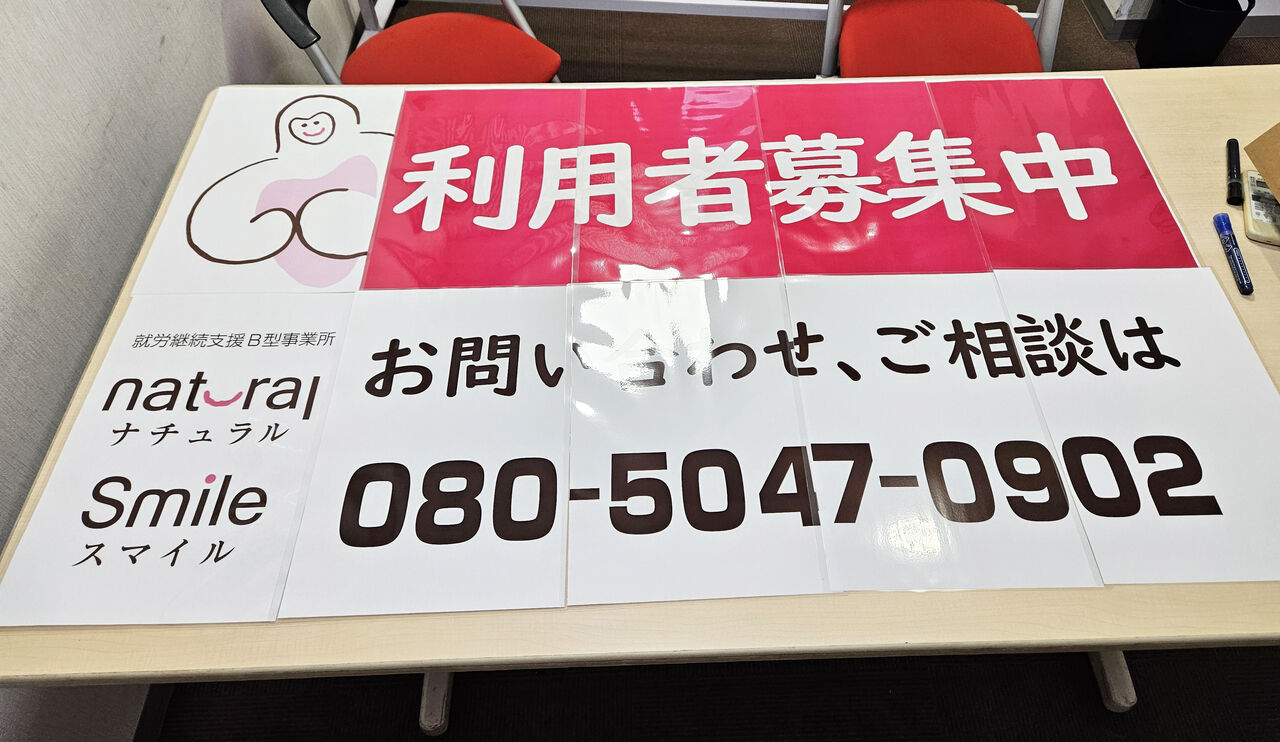 利用者募集中
就労継続支援B型事業所
natural
ナチュラル
Smile
スマイル
お問い合わせ、ご相談は
080-5047-0902